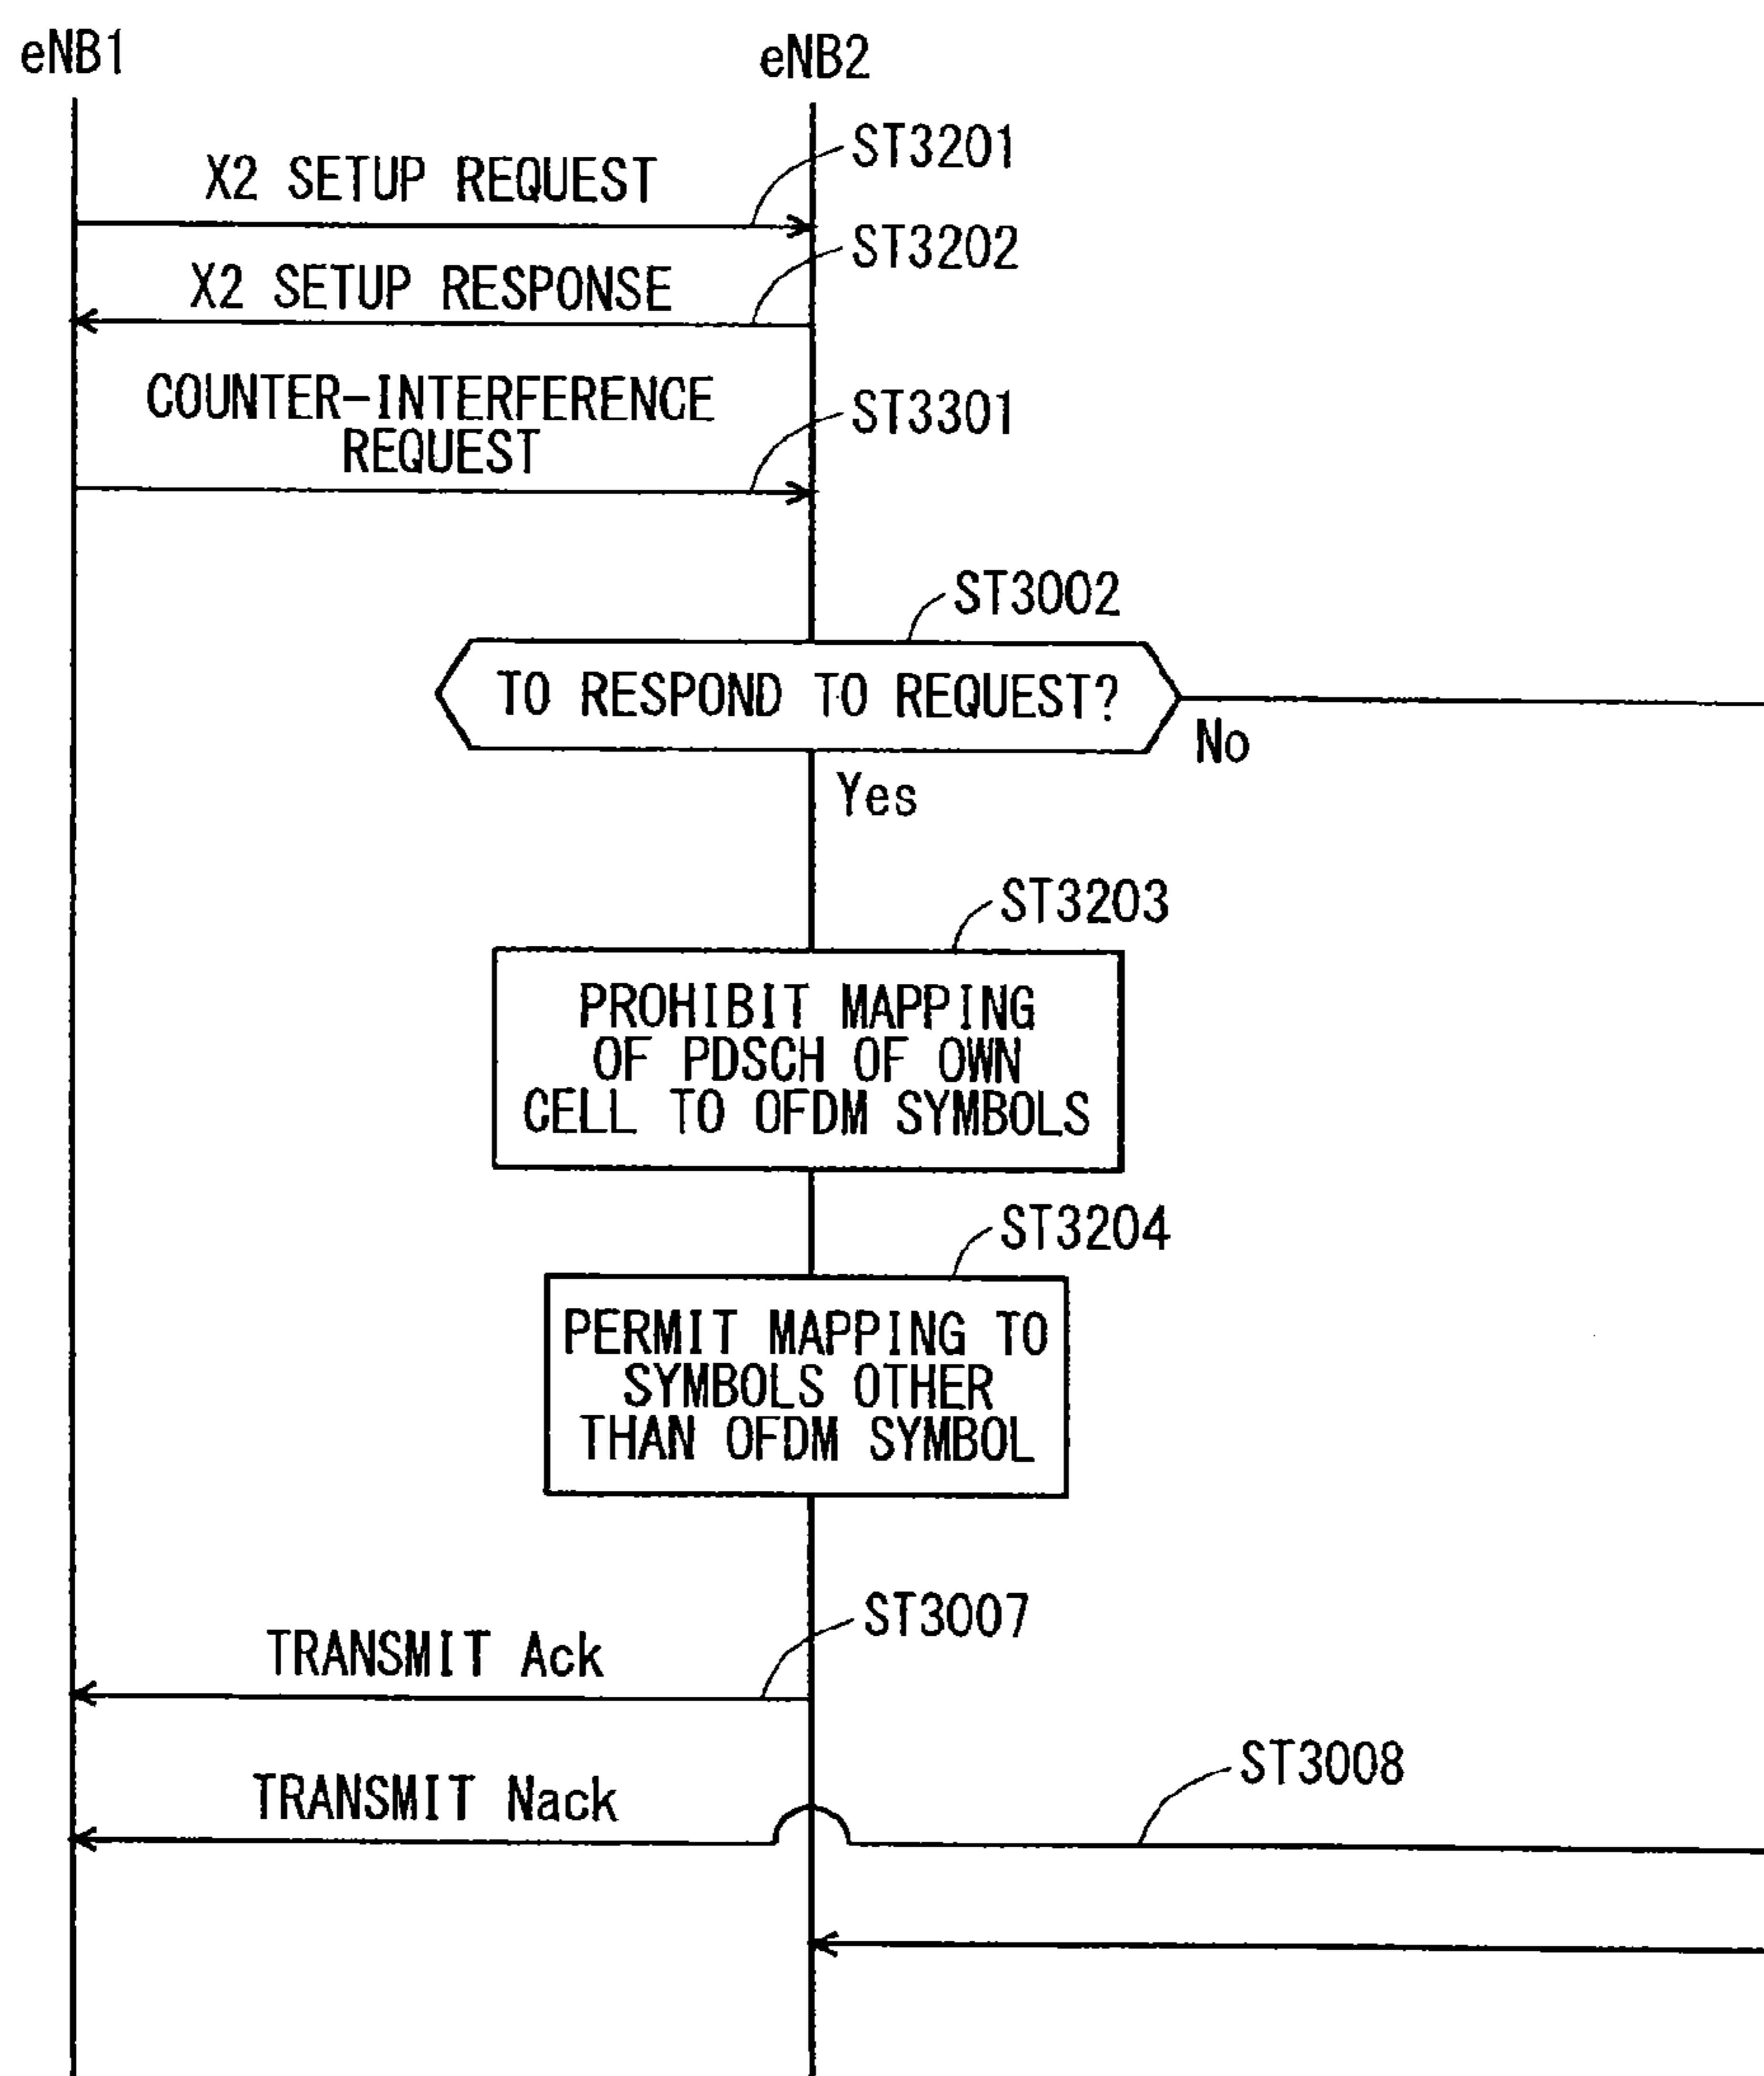 eNB1
eNB2
ST3201
X2 SETUP REQUEST
ST3202
X2 SETUP RESPONSE
COUNTER-INTERFERENCE
REQUEST
ST3301
ST3002
TO RESPOND TO REQUEST?
No
Yes
ST3203
PROHIBIT MAPPING
OF PDSCH OF OWN
CELL TO OFDM SYMBOLS
ST3204
PERMIT MAPPING TO
SYMBOLS OTHER
THAN OFDM SYMBOL
ST3007
TRANSMIT Ack
ST3008
TRANSMIT Nack